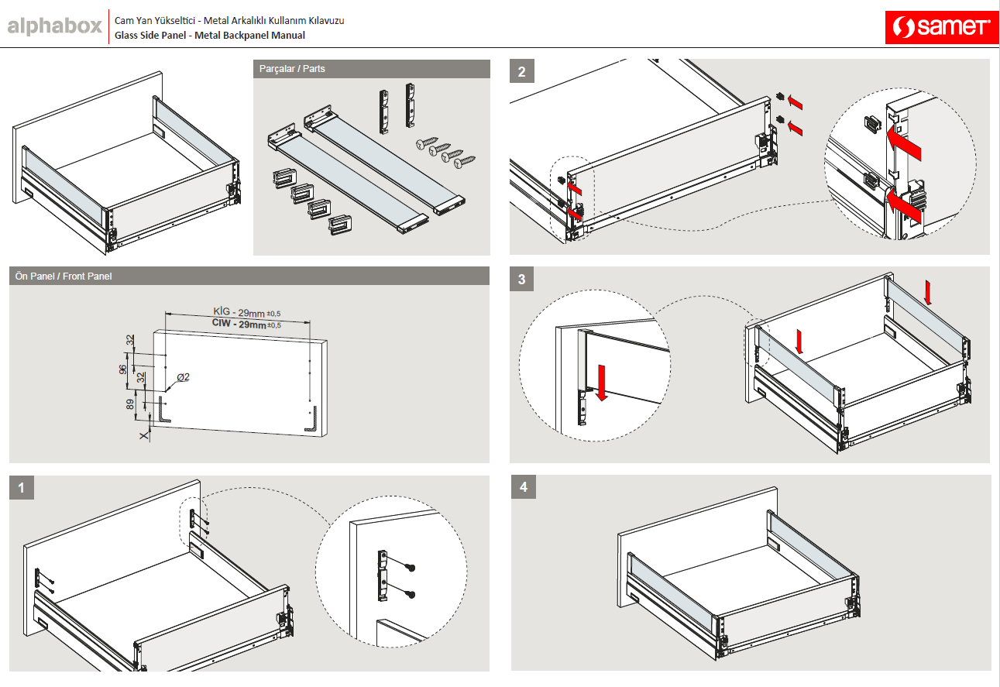 alphabox
Cam Yan Yükseltici - Metal Arkalıklı Kullanım Kılavuzu
Glass Side Panel - Metal Backpanel Manual
samet
Parçalar / Parts
2
Ön Panel / Front Panel
KİG - 29mm ±0,5
CIW - 29mm ±0,5
32
96
32
Ø2
89
X
3
1
4